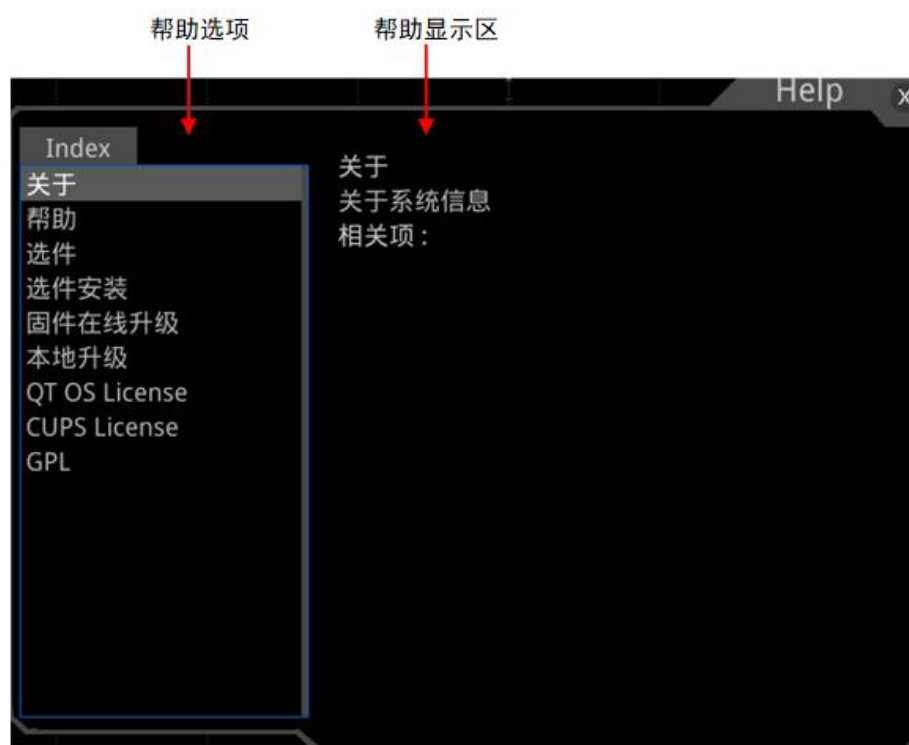 帮助选项
帮助显示区
Help
X
Index
关于
帮助
选件
选件安装
固件在线升级
本地升级
QT OS License
CUPS License
GPL
关于
关于系统信息
相关项：